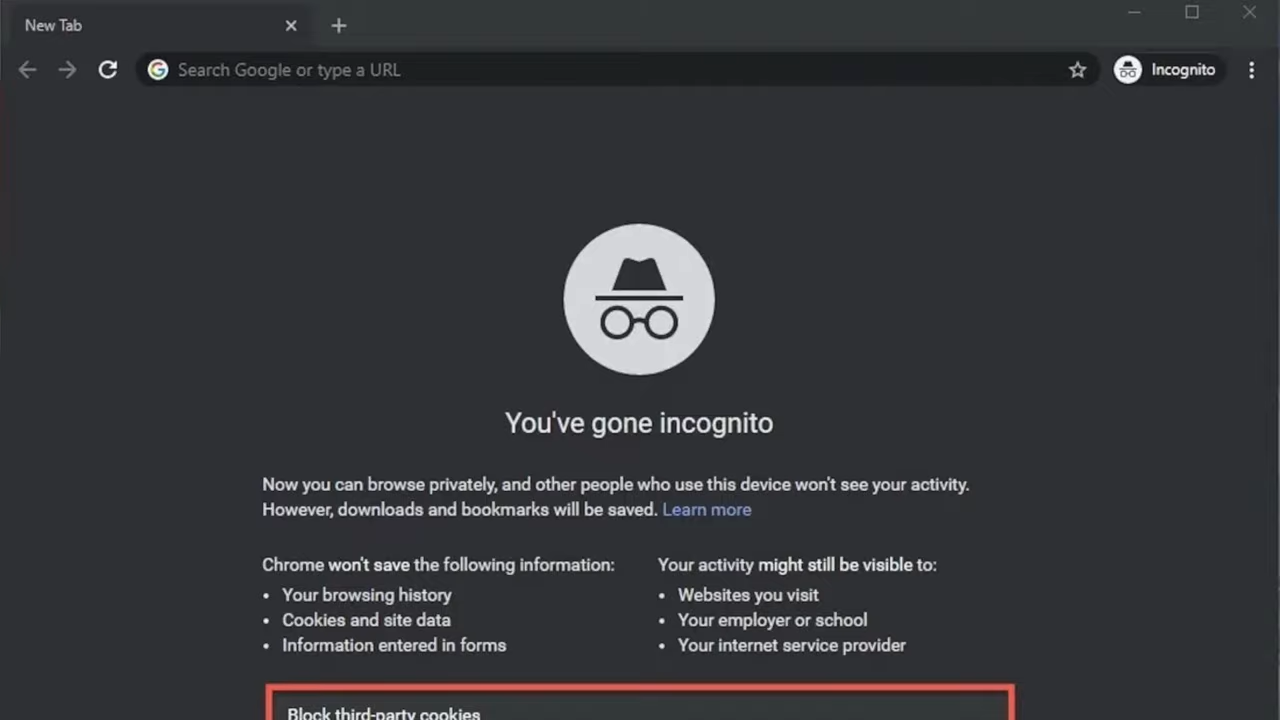 New Tab
Search Google or type a URL
Incognito
You've gone incognito
Now you can browse privately, and other people who use this device won't see your activity.
However, downloads and bookmarks will be saved. Learn more
Chrome won't save the following information:
• Your browsing history
• Cookies and site data
• Information entered in forms
Your activity might still be visible to:
• Websites you visit
• Your employer or school
• Your internet service provider
Block third-party cookies